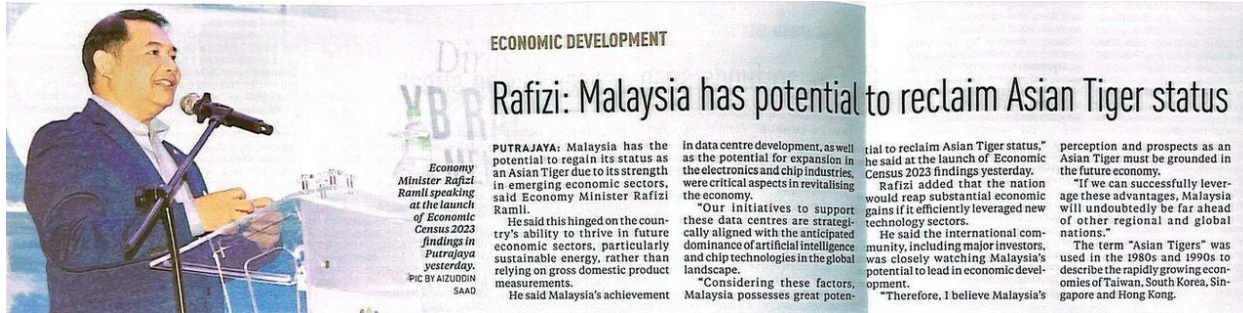 ECONOMIC DEVELOPMENT
Rafizi: Malaysia has potential to reclaim Asian Tiger status
Economy
Minister Rafizi
Ramli speaking
at the launch
of Economic
Census 2023
findings in
Putrajaya
yesterday.
PIC BY AIZUDDIN
SAAD
PUTRAJAYA: Malaysia has the
potential to regain its status as
an Asian Tiger due to its strength
in emerging economic sectors,
said Economy Minister Rafizi
Ramli.
He said this hinged on the coun-
try's ability to thrive in future
economic sectors, particularly
sustainable energy, rather than
relying on gross domestic product
measurements.
He said Malaysia's achievement
in data centre development, as well
as the potential for expansion in
the electronics and chip industries,
were critical aspects in revitalising
the economy.
"Our initiatives to support
these data centres are strategi-
cally aligned with the anticipated
dominance of artificial intelligence
and chip technologies in the global
landscape.
"Considering these factors,
Malaysia possesses great poten-
tial to reclaim Asian Tiger status,"
he said at the launch of Economic
Census 2023 findings yesterday.
Rafizi added that the nation
would reap substantial economic
gains if it efficiently leveraged new
technology sectors.
He said the international com-
munity, including major investors,
was closely watching Malaysia's
potential to lead in economic devel-
opment.
"Therefore, I believe Malaysia's
perception and prospects as an
Asian Tiger must be grounded in
the future economy.
"If we can successfully lever-
age these advantages, Malaysia
will undoubtedly be far ahead
of other regional and global
nations."
The term "Asian Tigers" was
used in the 1980s and 1990s to
describe the rapidly growing econ-
omies of Taiwan, South Korea, Sin-
gapore and Hong Kong.